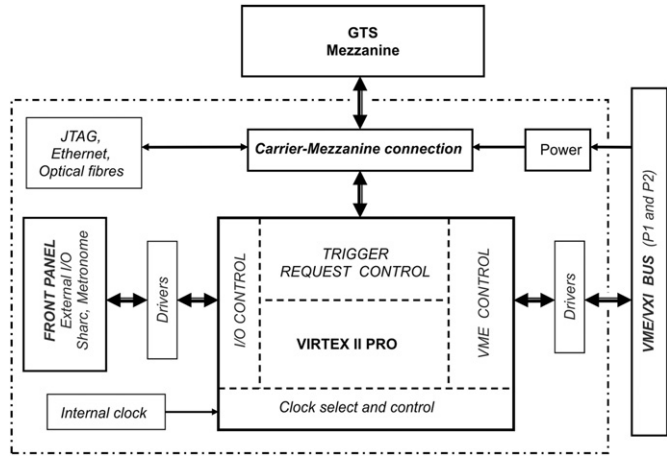 GTS
Mezzanine
JTAG,
Ethernet,
Optical fibres
Carrier-Mezzanine connection
Power
VME/VXI BUS (P1 and P2)
FRONT PANEL
External I/O
Sharc, Metronome
Drivers
I/O CONTROL
TRIGGER
REQUEST CONTROL
VIRTEX II PRO
VME CONTROL
Drivers
Internal clock
Clock select and control